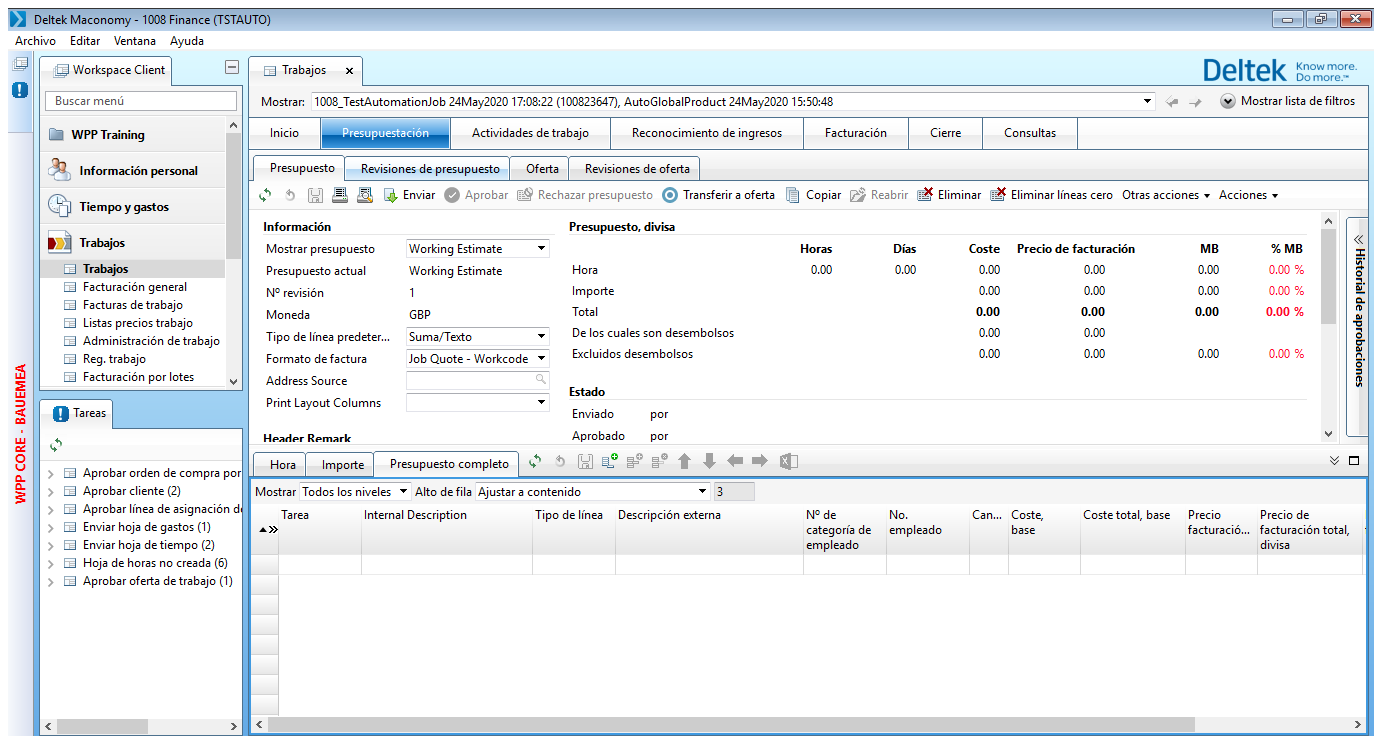 Deltek Maconomy - 1008 Finance (TSTAUTO)
Archivo Editar Ventana Ayuda
Workspace Client
Buscar menú
WPP Training
Información personal
Tiempo y gastos
Trabajos
Trabajos
Facturación general
Facturas de trabajo
Listas precios trabajo
Administración de trabajo
Reg. trabajo
Facturación por lotes
WPP CORE - BAUEMEA
Tareas
Aprobar orden de compra por
Aprobar cliente (2)
Aprobar línea de asignación d
Enviar hoja de gastos (1)
Enviar hoja de tiempo (2)
Hoja de horas no creada (6)
Aprobar oferta de trabajo (1)
Trabajos x
Deltek Know more. Do more.™
Mostrar: 1008_TestAutomationJob 24May2020 17:08:22 (100823647), AutoGlobalProduct 24May2020 15:50:48 Mostrar lista de filtros
Inicio Presupuestación Actividades de trabajo Reconocimiento de ingresos Facturación Cierre Consultas
Presupuesto Revisiones de presupuesto Oferta Revisiones de oferta
Enviar Aprobar Rechazar presupuesto Transferir a oferta Copiar Reabrir Eliminar Eliminar líneas cero Otras acciones Acciones
Información
Mostrar presupuesto Working Estimate
Presupuesto actual Working Estimate
Nº revisión 1
Moneda GBP
Tipo de línea predeter... Suma/Texto
Formato de factura Job Quote - Workcode
Address Source
Print Layout Columns
Header Remark
Presupuesto, divisa
Horas Días Coste Precio de facturación MB % MB
Hora 0.00 0.00 0.00 0.00 0.00 0.00 %
Importe 0.00 0.00 0.00 0.00 %
Total 0.00 0.00 0.00 0.00 %
De los cuales son desembolsos 0.00 0.00
Excluidos desembolsos 0.00 0.00 0.00 0.00 %
Estado
Enviado por
Aprobado por
Historial de aprobaciones
Hora Importe Presupuesto completo
Mostrar Todos los niveles Alto de fila Ajustar a contenido 3
Tarea Internal Description Tipo de línea Descripción externa Nº de categoría de empleado No. empleado Can... Coste, base Coste total, base Precio facturació... Precio de facturación total, divisa